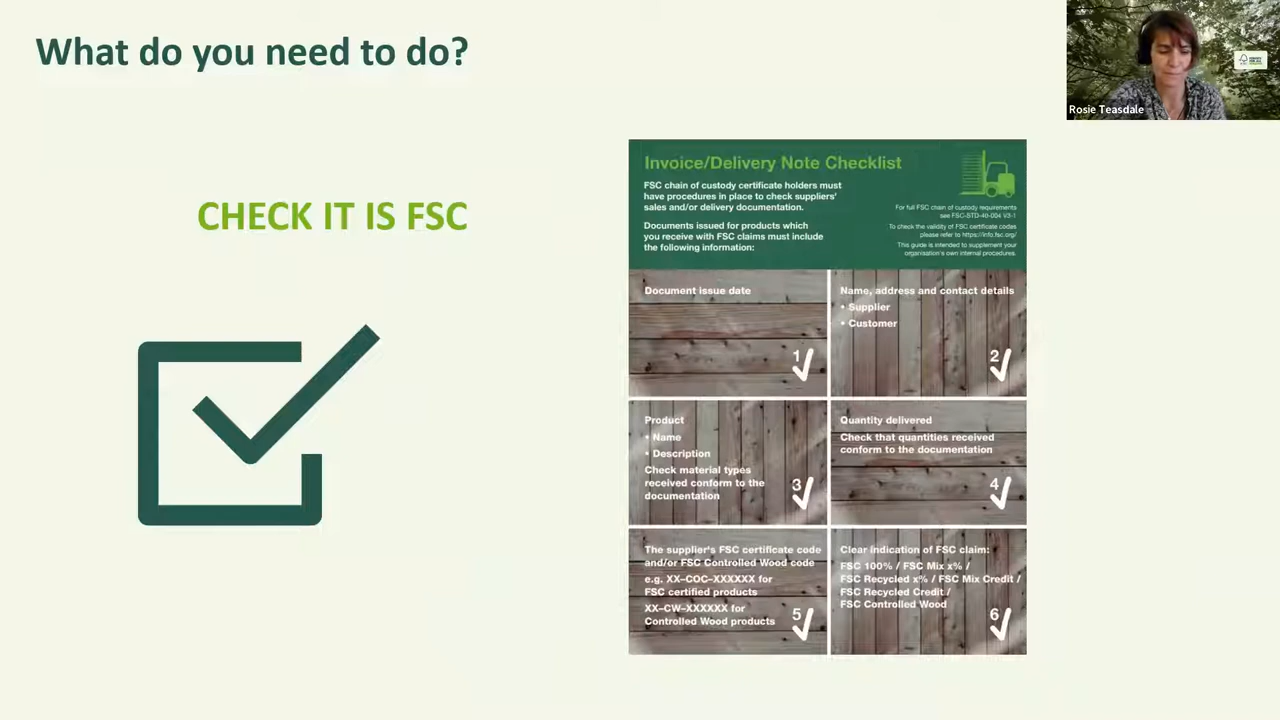 What do you need to do?
Rosie Teasdale
CHECK IT IS FSC
Invoice/Delivery Note Checklist
FSC chain of custody certificate holders must
have procedures in place to check suppliers'
sales and/or delivery documentation.
Documents issued for products which
you receive with FSC claims must include
the following information:
For full FSC chain of custody requirements
see FSC-STD-40-004 V3-1
To check the validity of FSC certificate codes
please refer to https://info.fsc.org/
This guide is intended to supplement your
organisation's own internal procedures.
Document issue date
1
Name, address and contact details
• Supplier
• Customer
2
Product
• Name
• Description
Check material types
received conform to the
documentation
3
Quantity delivered
Check that quantities received
conform to the documentation
4
The supplier's FSC certificate code
and/or FSC Controlled Wood code
e.g. XX–COC–XXXXXX for
FSC certified products
XX–CW–XXXXXX for
Controlled Wood products
5
Clear indication of FSC claim:
FSC 100% / FSC Mix x% /
FSC Recycled x% / FSC Mix Credit /
FSC Recycled Credit /
FSC Controlled Wood
6